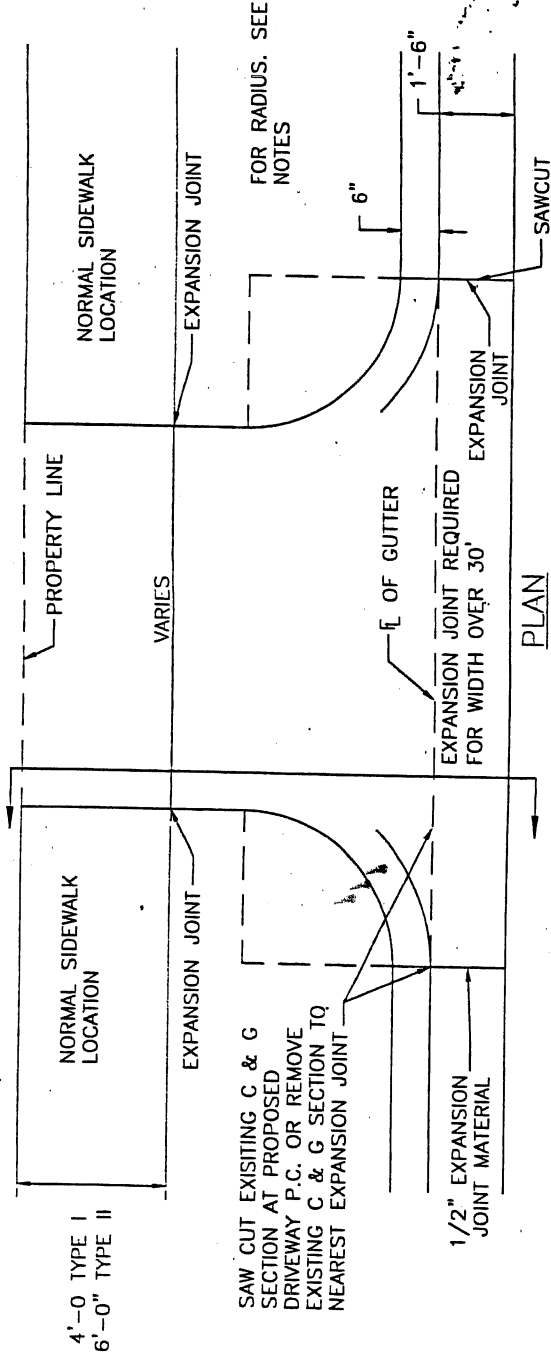 4'-0 TYPE I
6'-0" TYPE II
NORMAL SIDEWALK
LOCATION
PROPERTY LINE
NORMAL SIDEWALK
LOCATION
VARIES
EXPANSION JOINT
EXPANSION JOINT
FOR RADIUS. SEE
NOTES
SAW CUT EXISITING C & G
SECTION AT PROPOSED
DRIVEWAY P.C. OR REMOVE
EXISTING C & G SECTION TO
NEAREST EXPANSION JOINT
6"
1'-6"
FL OF GUTTER
EXPANSION JOINT REQUIRED
FOR WIDTH OVER 30'
EXPANSION
JOINT
SAWCUT
1/2" EXPANSION
JOINT MATERIAL
PLAN